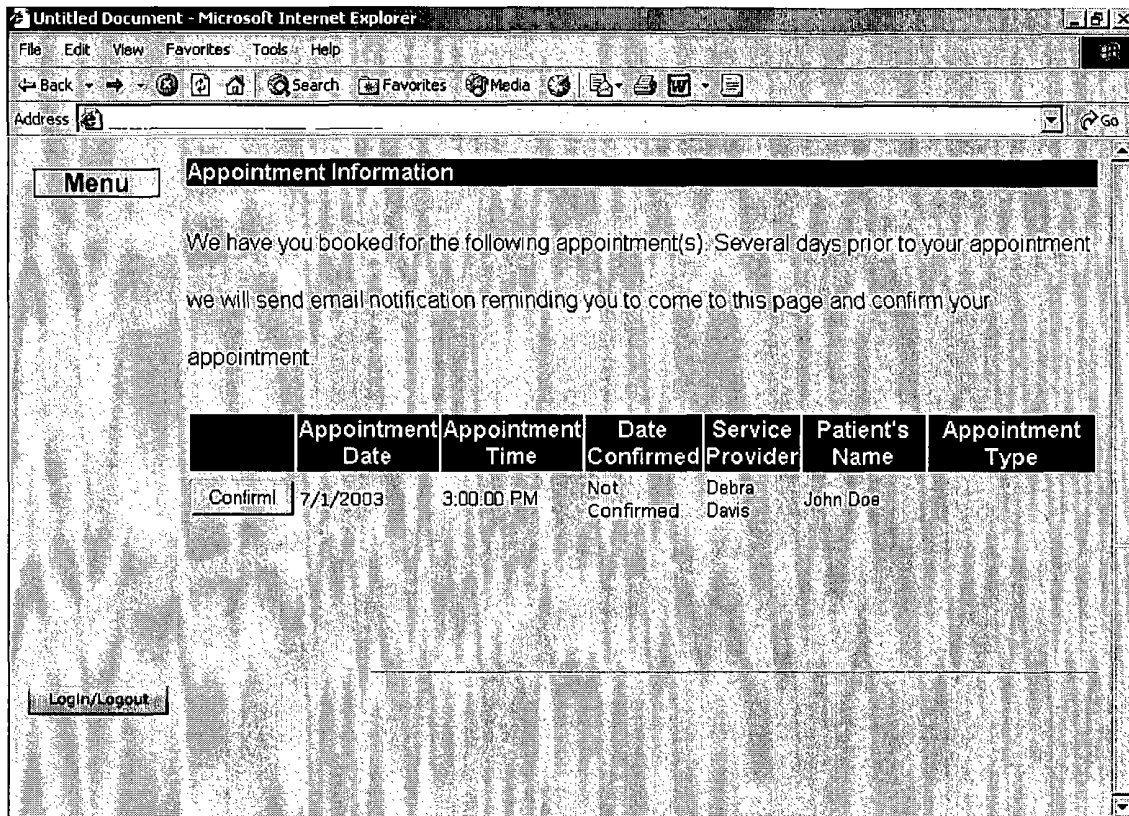 Untitled Document - Microsoft Internet Explorer
File Edit View Favorites Tools Help
Back Search Favorites Media W
Address Go
Menu
Appointment Information
We have you booked for the following appointment(s). Several days prior to your appointment
we will send email notification reminding you to come to this page and confirm your
appointment.
Appointment Date Appointment Time Date Confirmed Service Provider Patient's Name Appointment Type
Confirm! 7/1/2003 3:00:00 PM Not Confirmed Debra Davis John Doe
Login/Logout